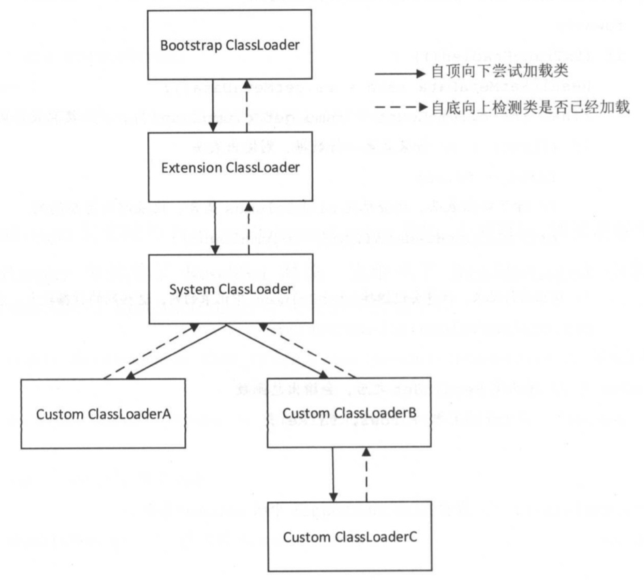 Bootstrap ClassLoader
自顶向下尝试加载类
自底向上检测类是否已经加载
Extension ClassLoader
System ClassLoader
Custom ClassLoaderA
Custom ClassLoaderB
Custom ClassLoaderC